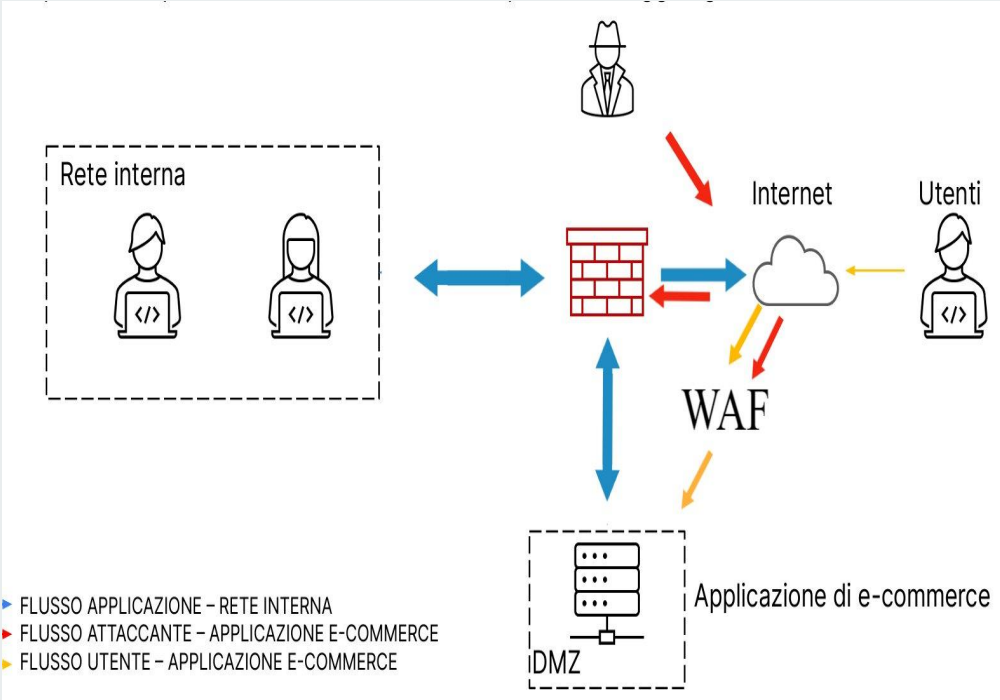 Rete interna
Internet
Utenti
</>
</>
</>
WAF
Applicazione di e-commerce
DMZ
FLUSSO APPLICAZIONE – RETE INTERNA
FLUSSO ATTACCANTE – APPLICAZIONE E-COMMERCE
FLUSSO UTENTE – APPLICAZIONE E-COMMERCE